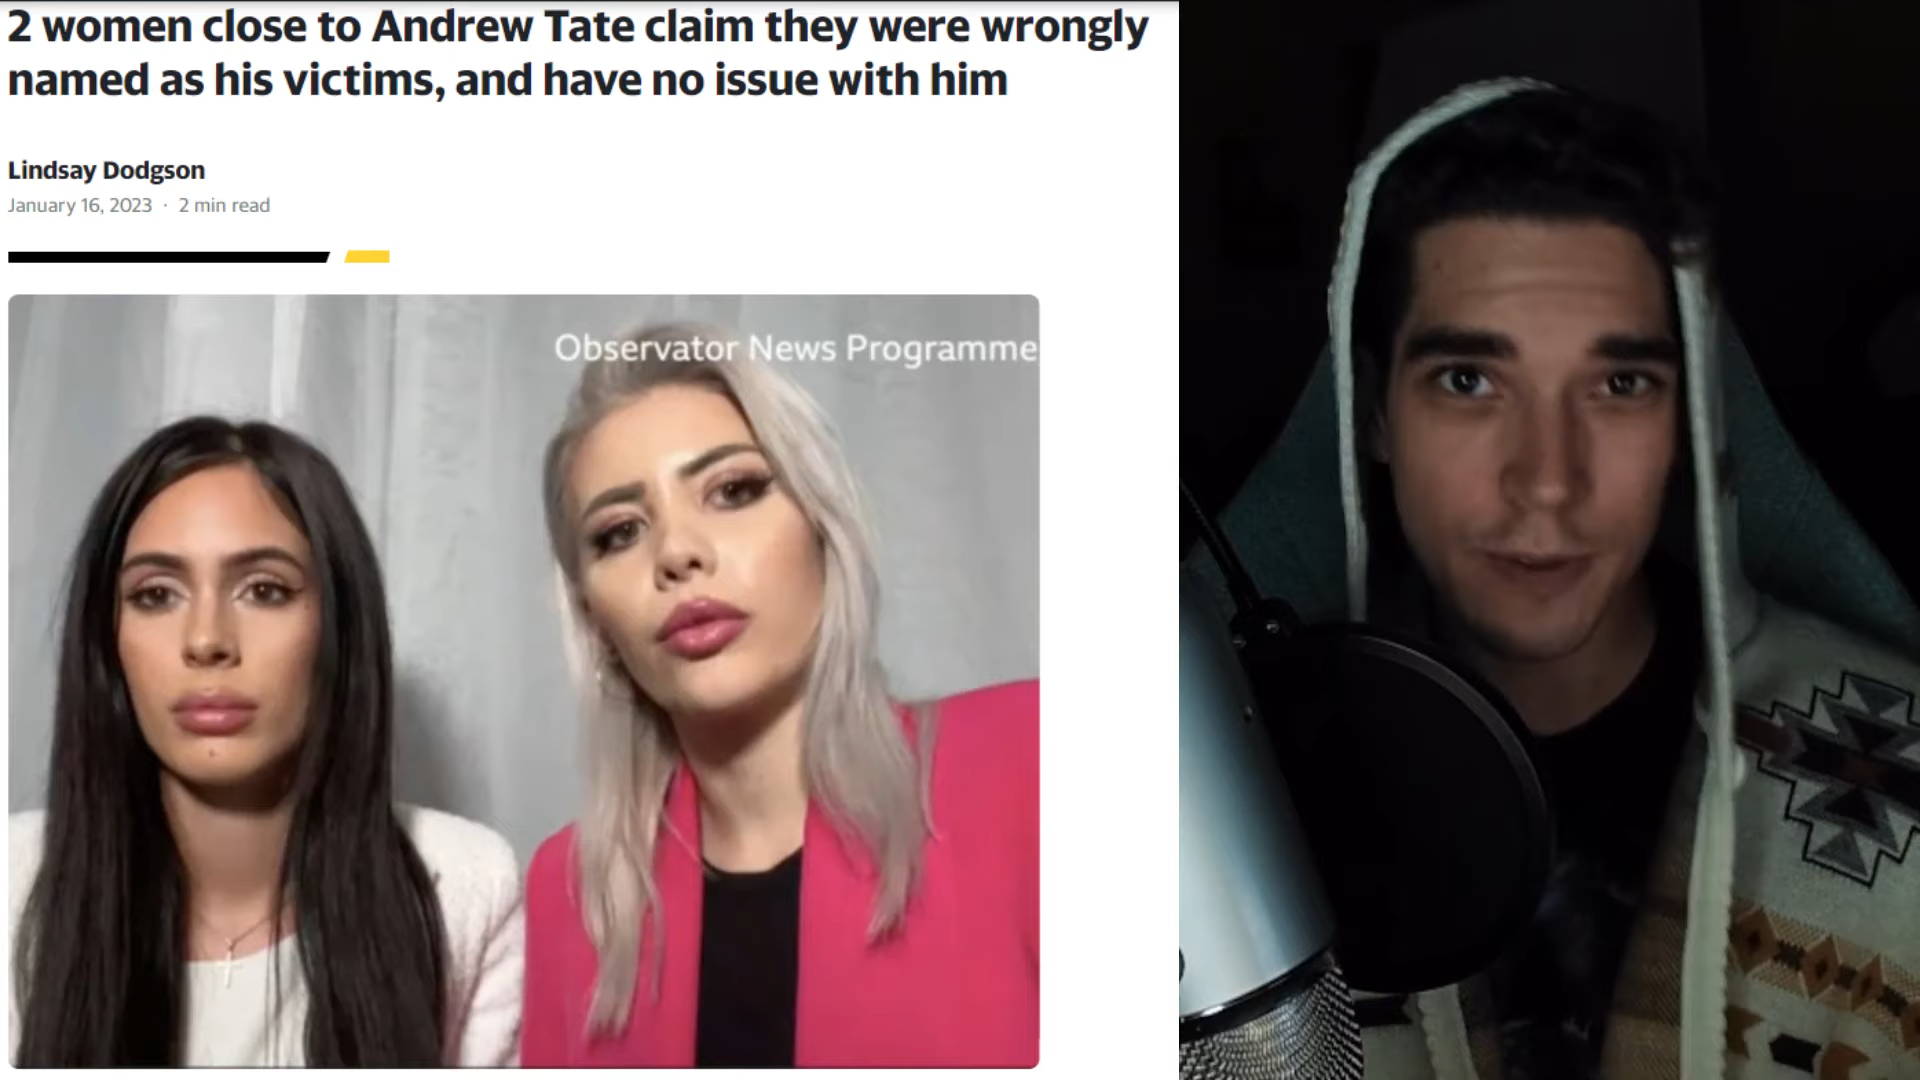 2 women close to Andrew Tate claim they were wrongly
named as his victims, and have no issue with him
Lindsay Dodgson
January 16, 2023 · 2 min read
Observator News Programme